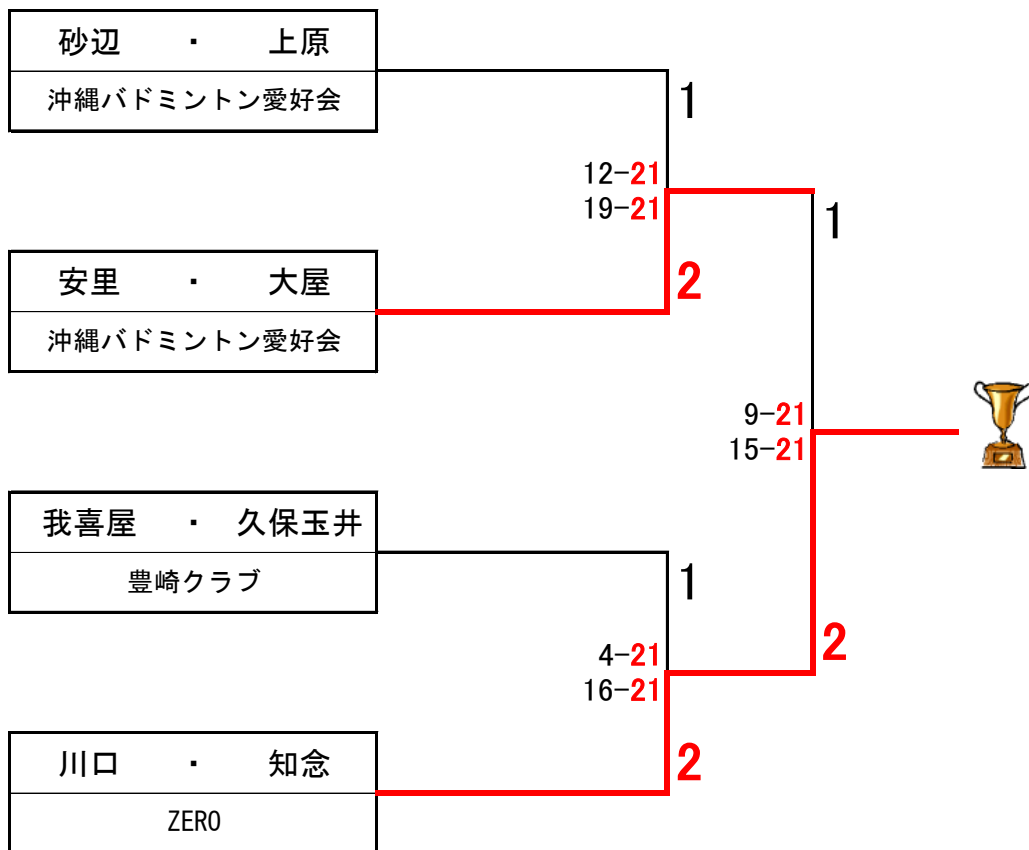 砂辺 ・ 上原
沖縄バドミントン愛好会
1
12-21
19-21
1
安里 ・ 大屋
2
沖縄バドミントン愛好会
9-21
15-21
我喜屋 ・ 久保玉井
豊崎クラブ
1
2
4-21
16-21
川口 ・ 知念
2
ZERO